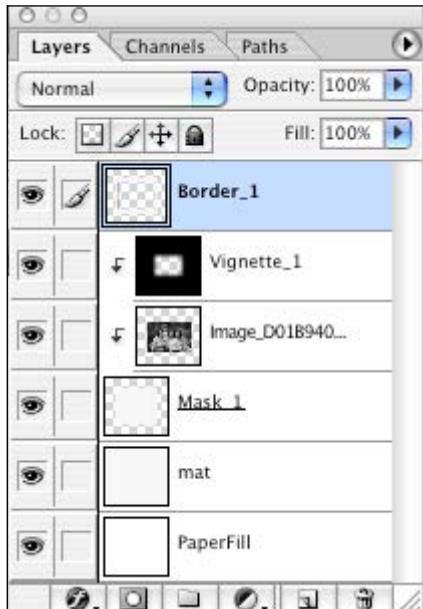 Layers Channels Paths
Normal Opacity: 100%
Lock: Fill: 100%
Border_1
Vignette_1
Image_D01B940...
Mask_1
mat
PaperFill